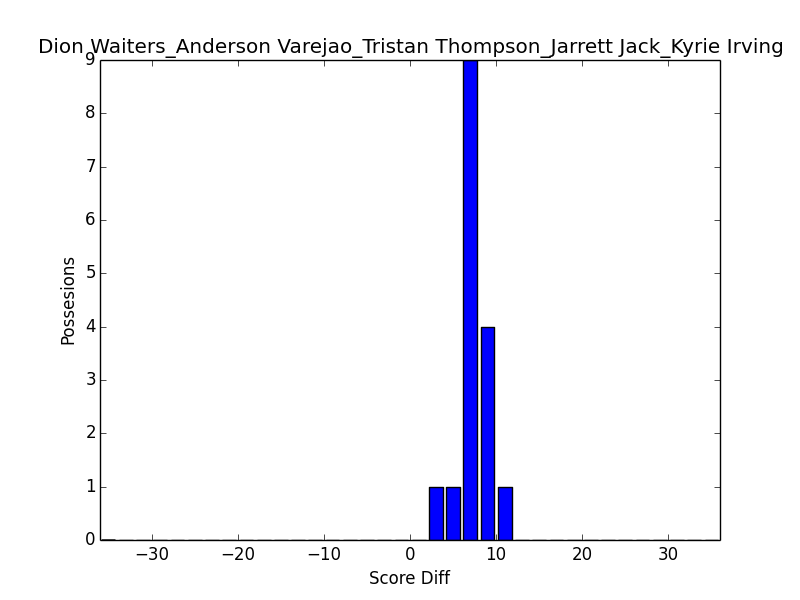 Dion Waiters_Anderson Varejao_Tristan Thompson_Jarrett Jack_Kyrie Irving
9
8
7
6
5
4
3
2
1
0
Possesions
−30 −20 −10 0 10 20 30
Score Diff